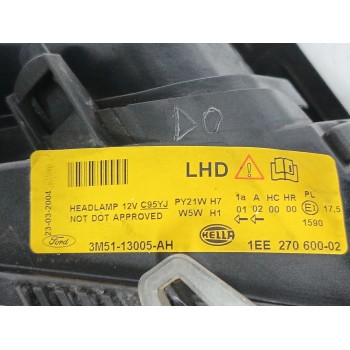 DO
23-03-2004
LHD
HEADLAMP 12V C95YJ PY21W H7 1a A HC HR PL
NOT DOT APPROVED W5W H1 01 02 00 00 E1 17,5
1590
Ford 3M51-13005-AH HELLA 1EE 270 600-02